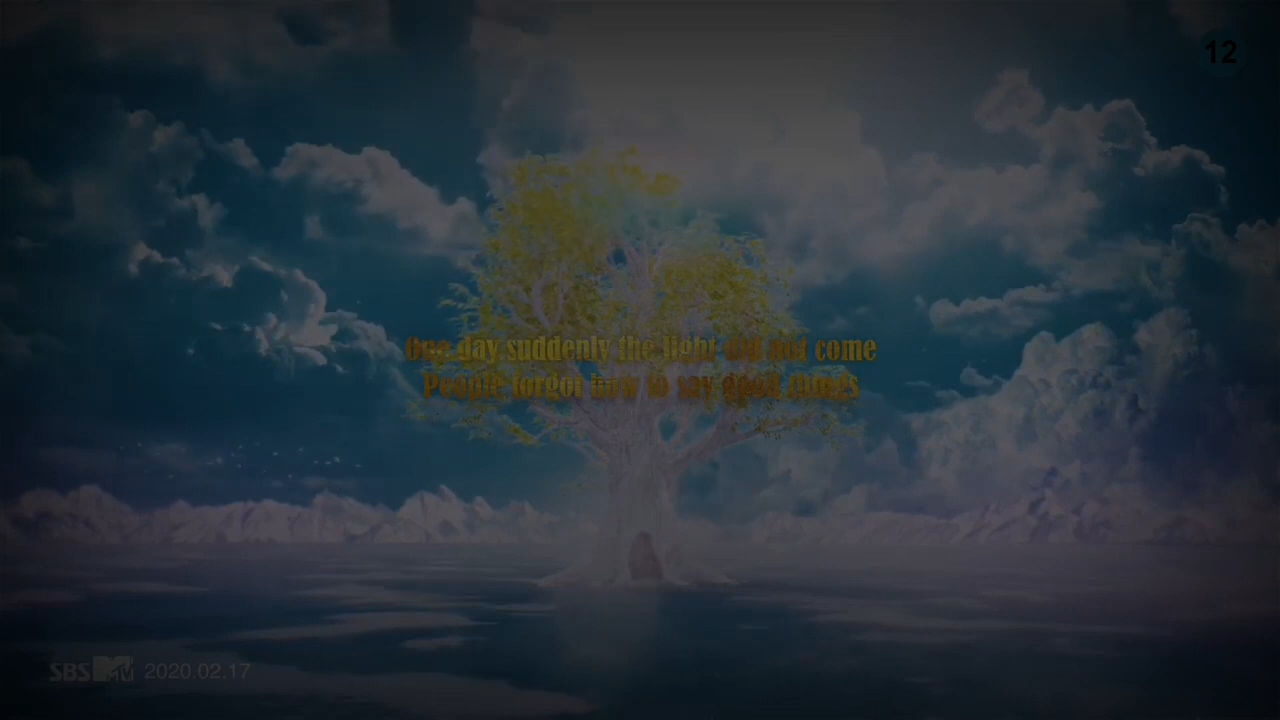 12
One day suddenly the light did not come
People forgot how to say good things
SBS MTV 2020.02.17